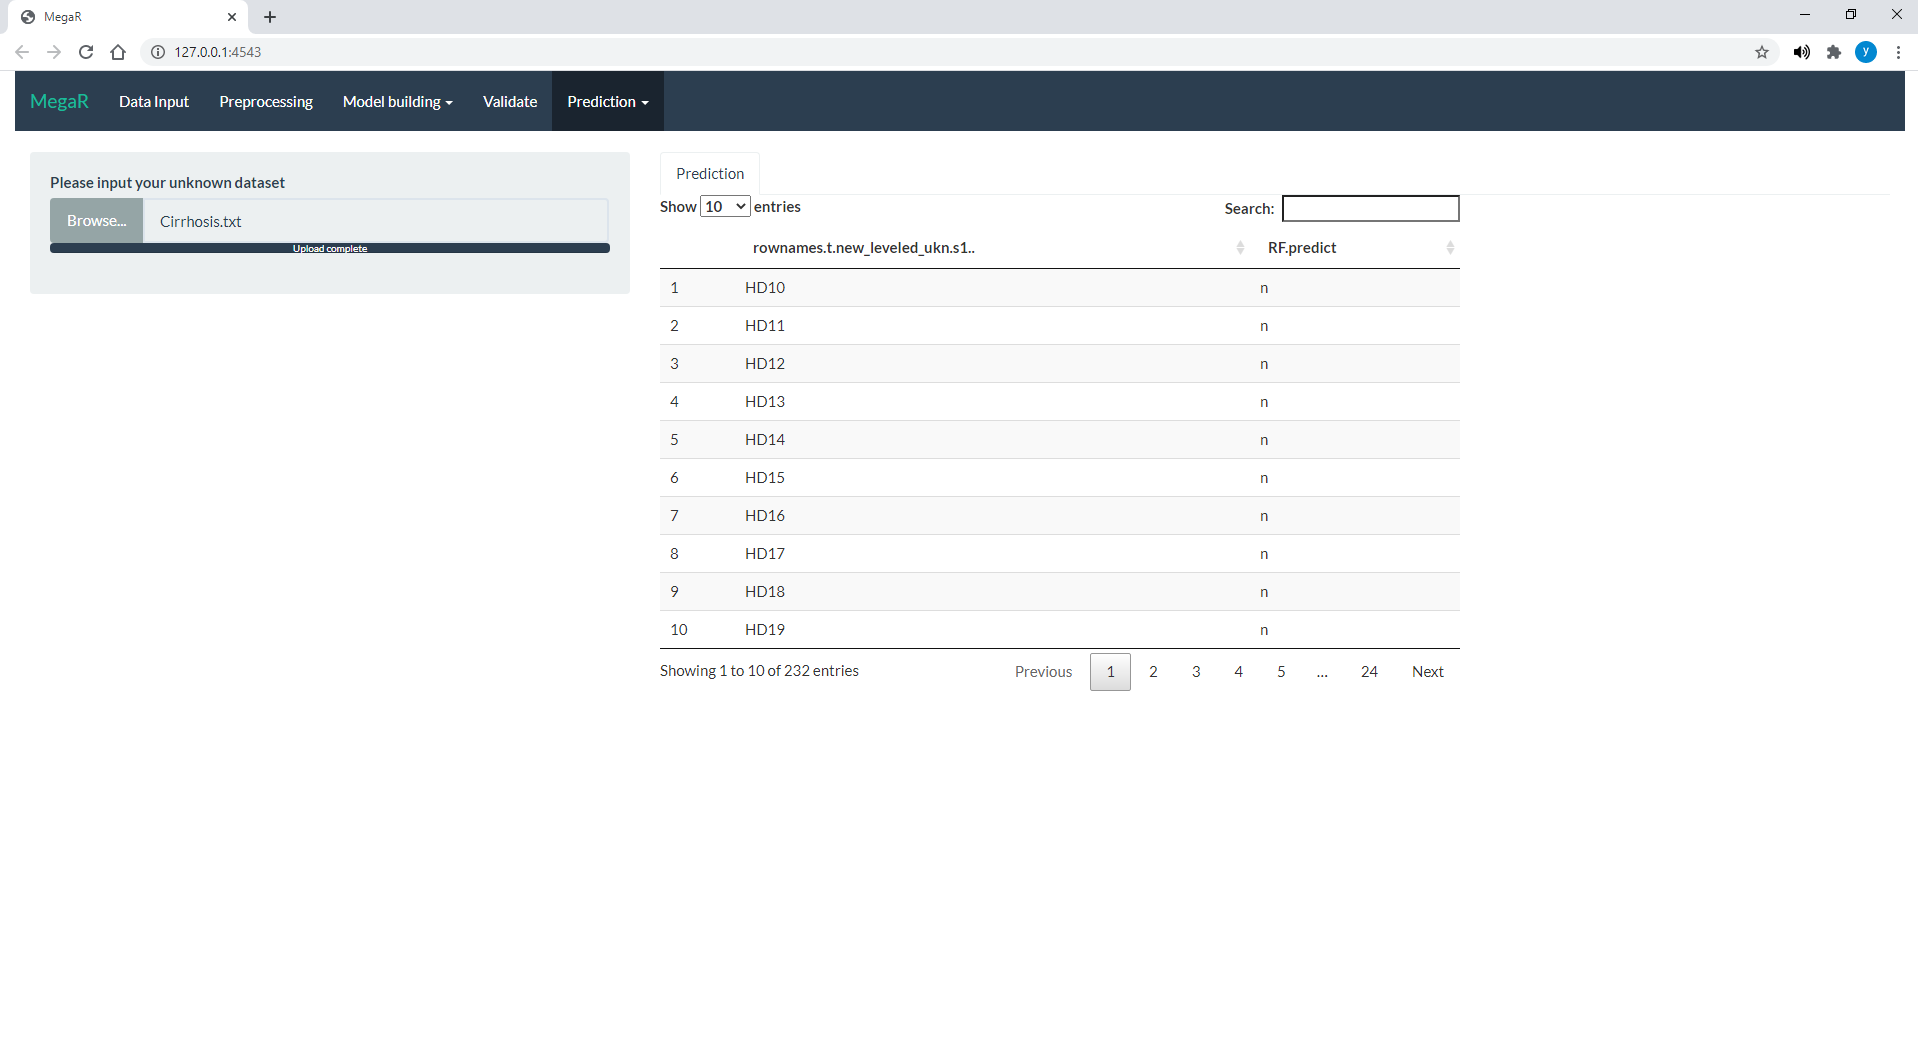 MegaR
127.0.0.1:4543
y
MegaR Data Input Preprocessing Model building Validate Prediction
Please input your unknown dataset
Browse... Cirrhosis.txt
Upload complete
Prediction
Show 10 entries Search:
rownames.t.new_leveled_ukn.s1.. RF.predict
1 HD10 n
2 HD11 n
3 HD12 n
4 HD13 n
5 HD14 n
6 HD15 n
7 HD16 n
8 HD17 n
9 HD18 n
10 HD19 n
Showing 1 to 10 of 232 entries Previous 1 2 3 4 5 … 24 Next